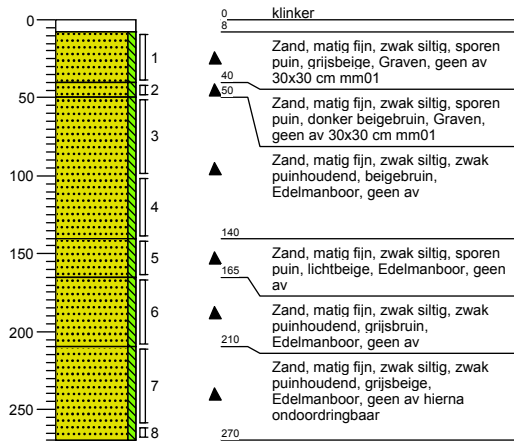 0
50
100
150
200
250
1
2
3
4
5
6
7
8
0
klinker
8
Zand, matig fijn, zwak siltig, sporen
puin, grijsbeige, Graven, geen av
30x30 cm mm01
40
50
Zand, matig fijn, zwak siltig, sporen
puin, donker beigebruin, Graven,
geen av 30x30 cm mm01
Zand, matig fijn, zwak siltig, zwak
puinhoudend, beigebruin,
Edelmanboor, geen av
140
Zand, matig fijn, zwak siltig, sporen
puin, lichtbeige, Edelmanboor, geen
av
165
Zand, matig fijn, zwak siltig, zwak
puinhoudend, grijsbruin,
Edelmanboor, geen av
210
Zand, matig fijn, zwak siltig, zwak
puinhoudend, grijsbeige,
Edelmanboor, geen av hierna
ondoordringbaar
270